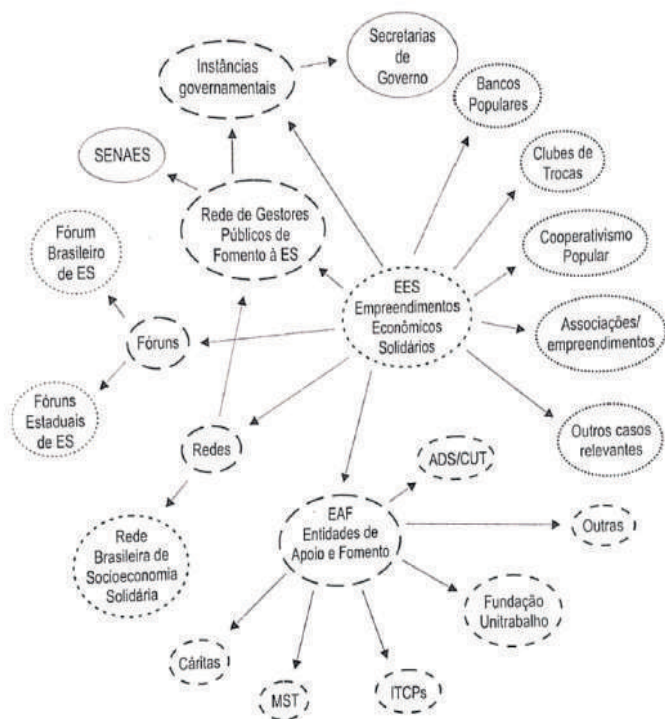 Secretarias
de
Governo
Instâncias
governamentais
Bancos
Populares
SENAES
Clubes de
Trocas
Rede de Gestores
Públicos de
Fomento à ES
Fórum
Brasileiro
de ES
Cooperativismo
Popular
EES
Empreendimentos
Econômicos
Solidários
Associações/
empreendimentos
Fóruns
Fóruns
Estaduais
de ES
Outros casos
relevantes
Redes
ADS/CUT
EAF
Entidades de
Apoio e Fomento
Outras
Rede
Brasileira de
Socioeconomia
Solidária
Fundação
Unitrabalho
Cáritas
MST
ITCPs